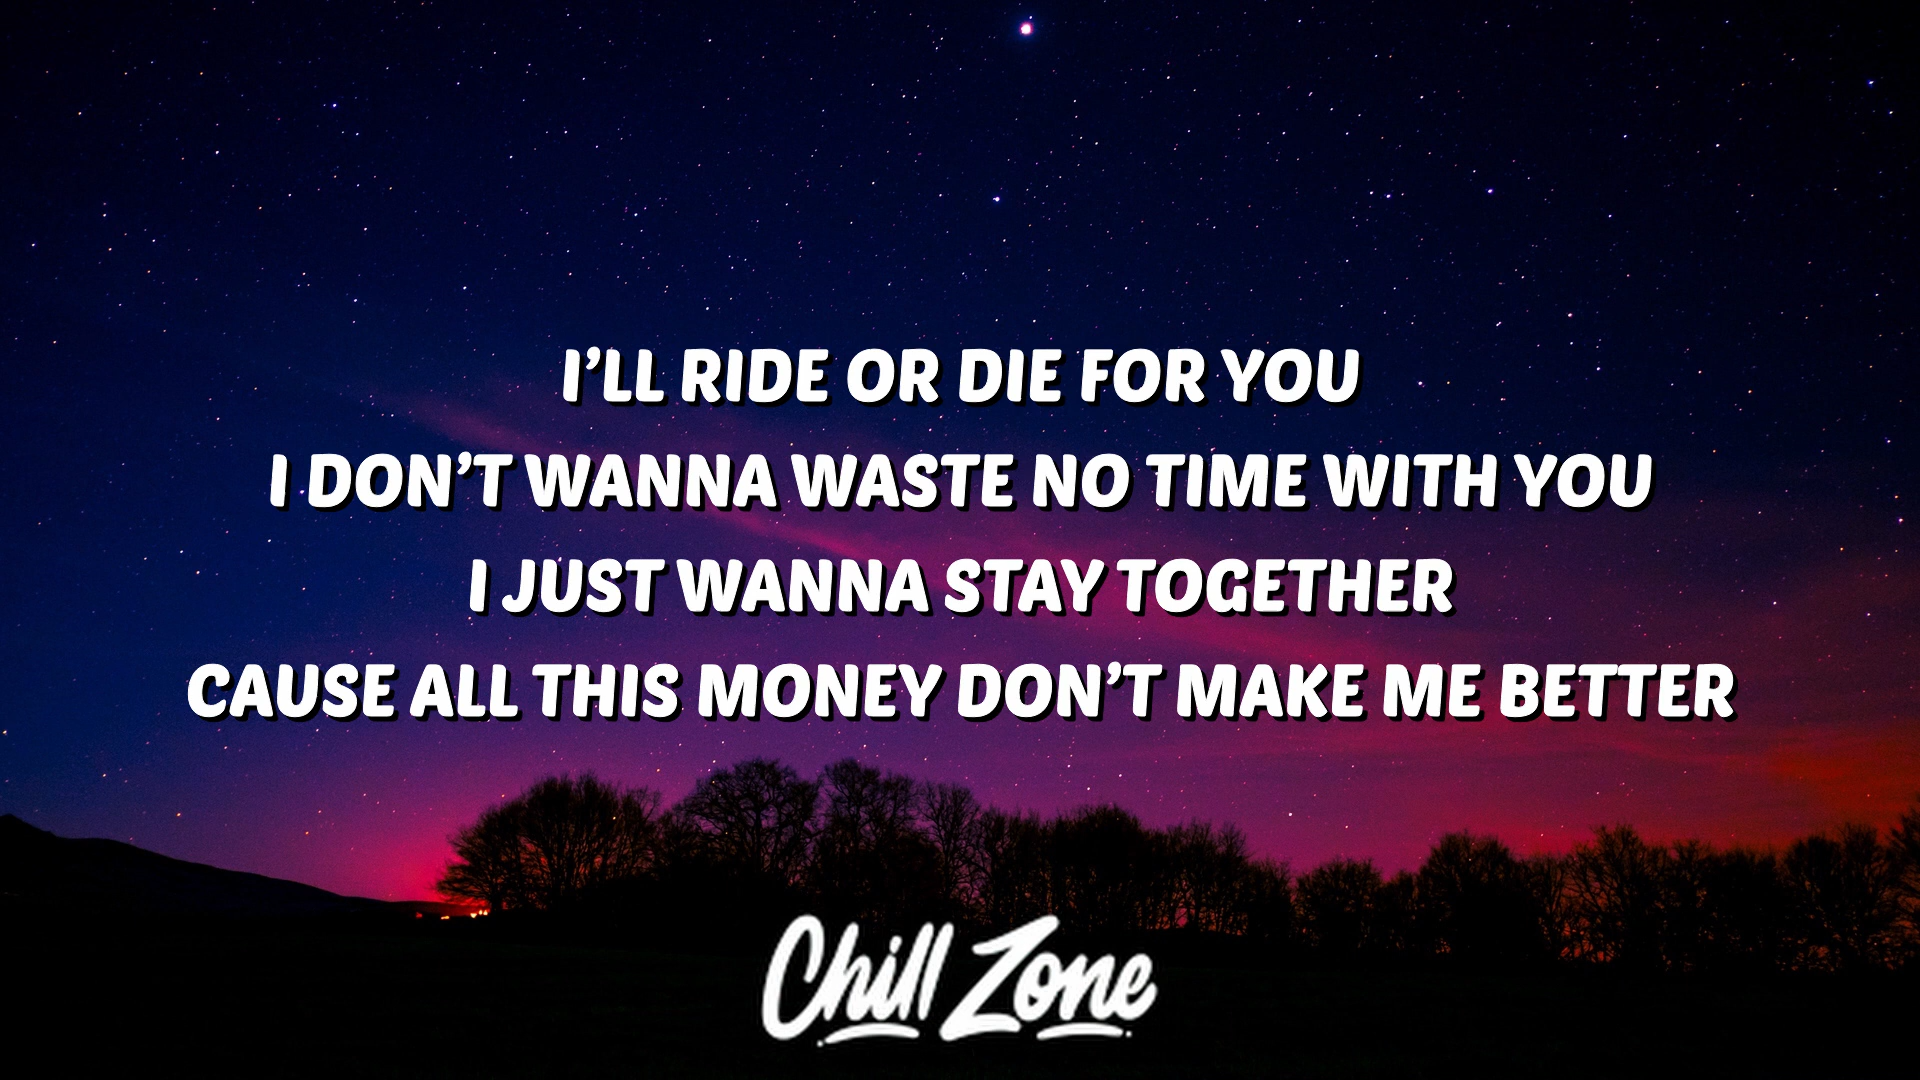 I’LL RIDE OR DIE FOR YOU
I DON’T WANNA WASTE NO TIME WITH YOU
I JUST WANNA STAY TOGETHER
CAUSE ALL THIS MONEY DON’T MAKE ME BETTER
Chill Zone